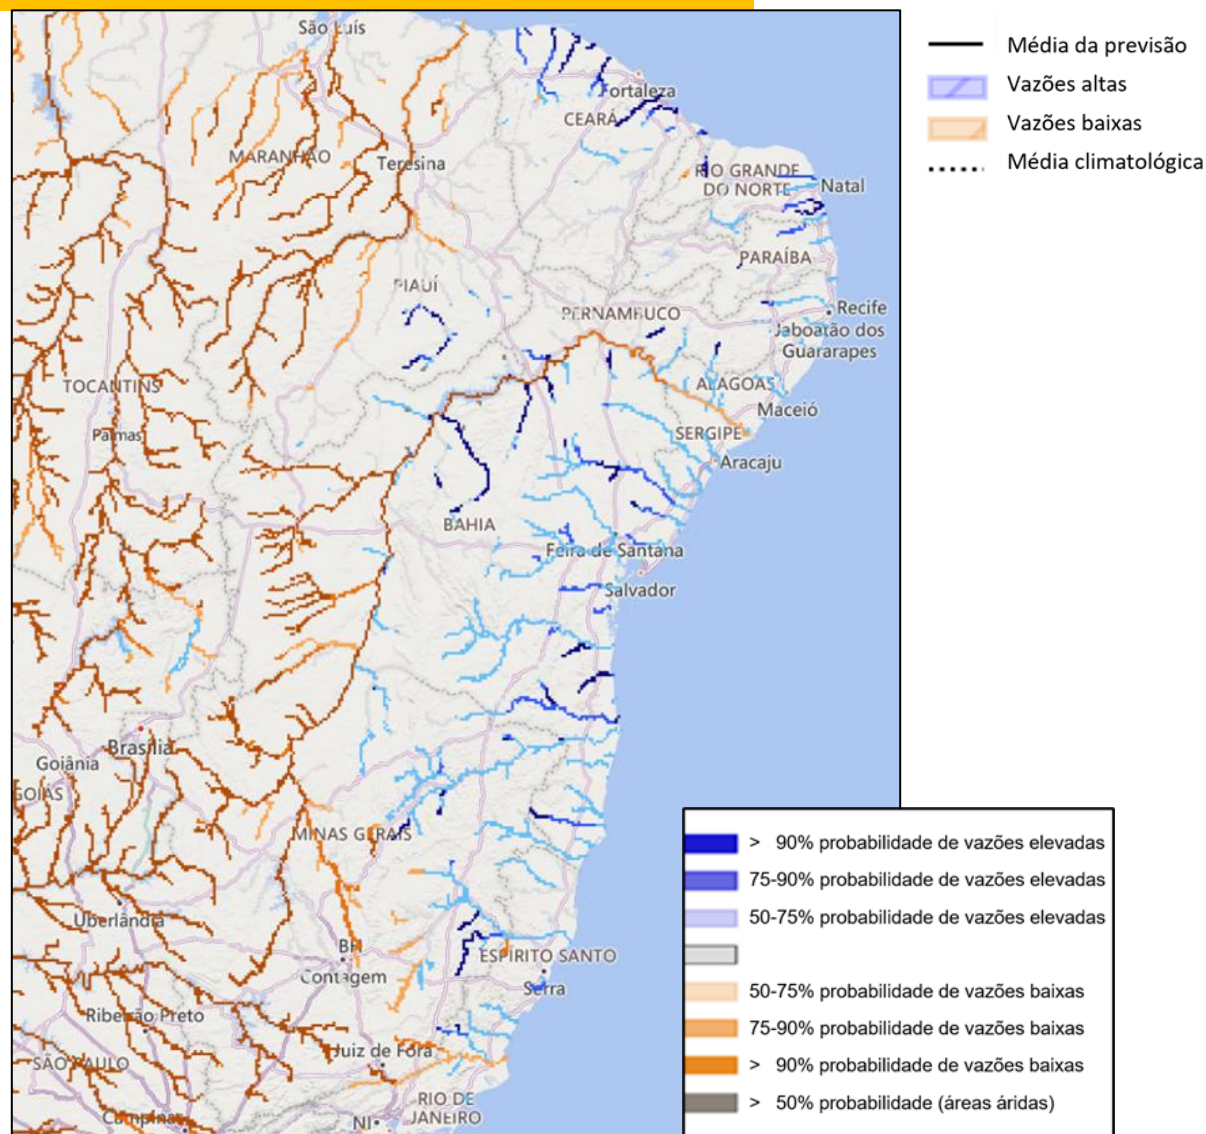 São Luís
Fortaleza
CEARÁ
MARANHÃO
Teresina
RIO GRANDE
DO NORTE
Natal
PARAÍBA
PIAUÍ
PERNAMBUCO
Recife
Jaboatão dos
Guararapes
TOCANTINS
ALAGOAS
Maceió
Palmas
SERGIPE
Aracaju
BAHIA
Feira de Santana
Salvador
Brasília
Goiânia
GOIÁS
MINAS GERAIS
Uberlândia
BH
Contagem
ESPÍRITO SANTO
Serra
Ribeirão Preto
Juiz de Fora
SÃO PAULO
RIO DE
JANEIRO
Campinas
NI
Média da previsão
Vazões altas
Vazões baixas
Média climatológica
> 90% probabilidade de vazões elevadas
75-90% probabilidade de vazões elevadas
50-75% probabilidade de vazões elevadas
50-75% probabilidade de vazões baixas
75-90% probabilidade de vazões baixas
> 90% probabilidade de vazões baixas
> 50% probabilidade (áreas áridas)